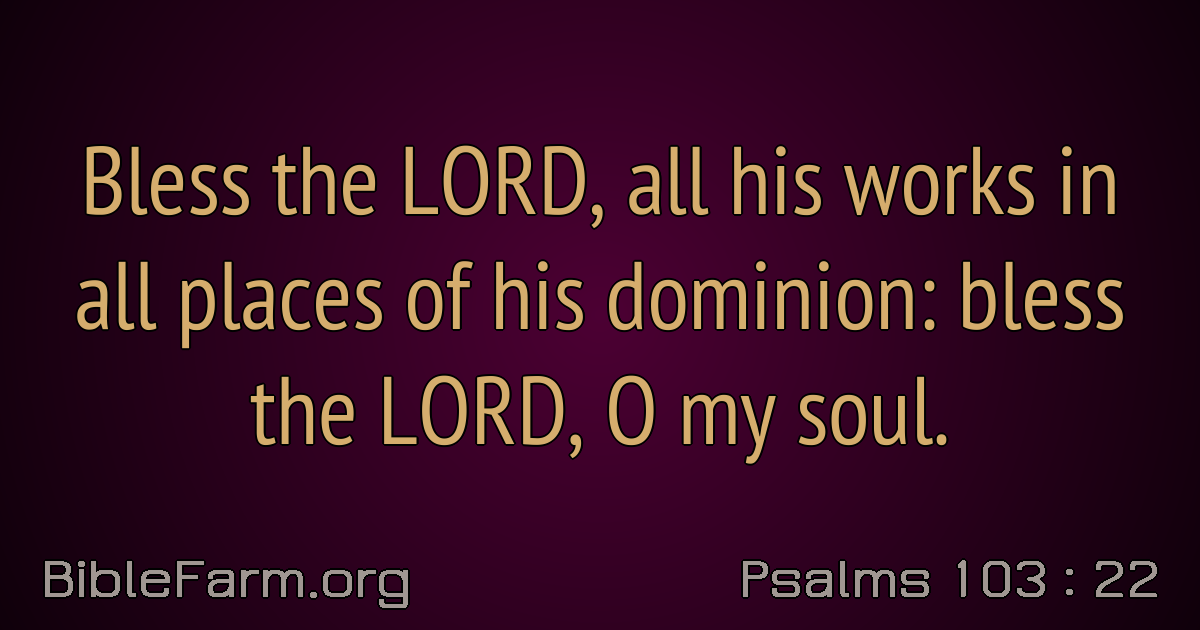 Bless the LORD, all his works in
all places of his dominion: bless
the LORD, O my soul.
BibleFarm.org
Psalms 103 : 22